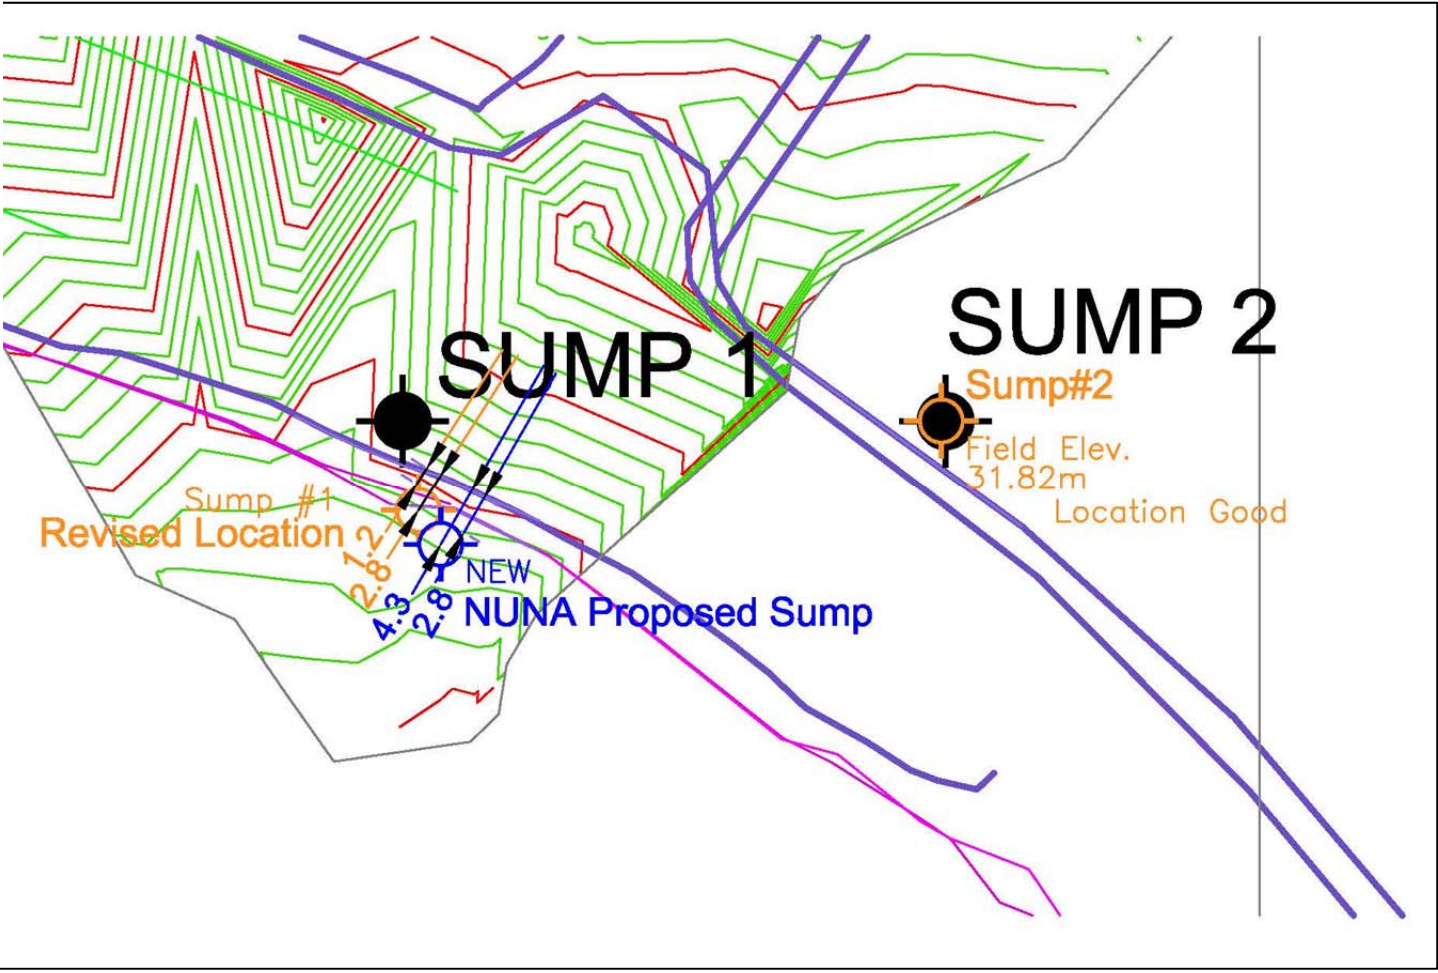 SUMP 2
SUMP 1
Sump#2
Field Elev.
31.82m
Location Good
Sump #1
Revised Location
1.2
2.8
NEW
NUNA Proposed Sump
4.3
2.8